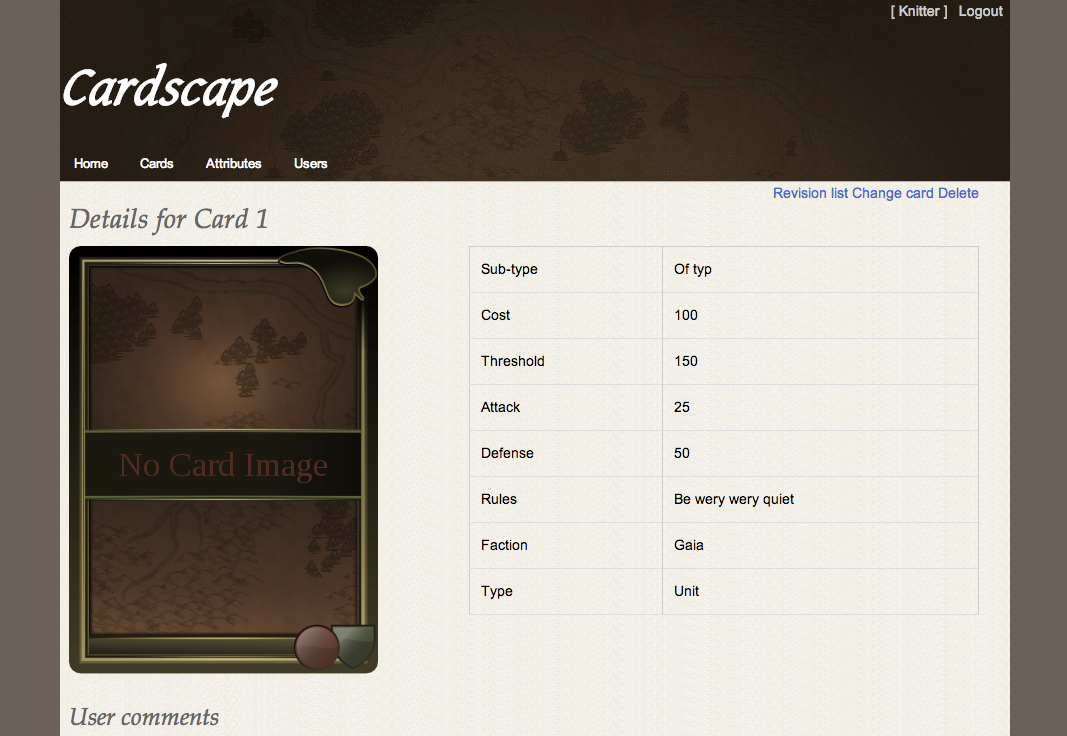 [ Knitter ] Logout
Cardscape
Home Cards Attributes Users
Revision list Change card Delete
Details for Card 1
No Card Image
Sub-type Of typ
Cost 100
Threshold 150
Attack 25
Defense 50
Rules Be wery wery quiet
Faction Gaia
Type Unit
User comments